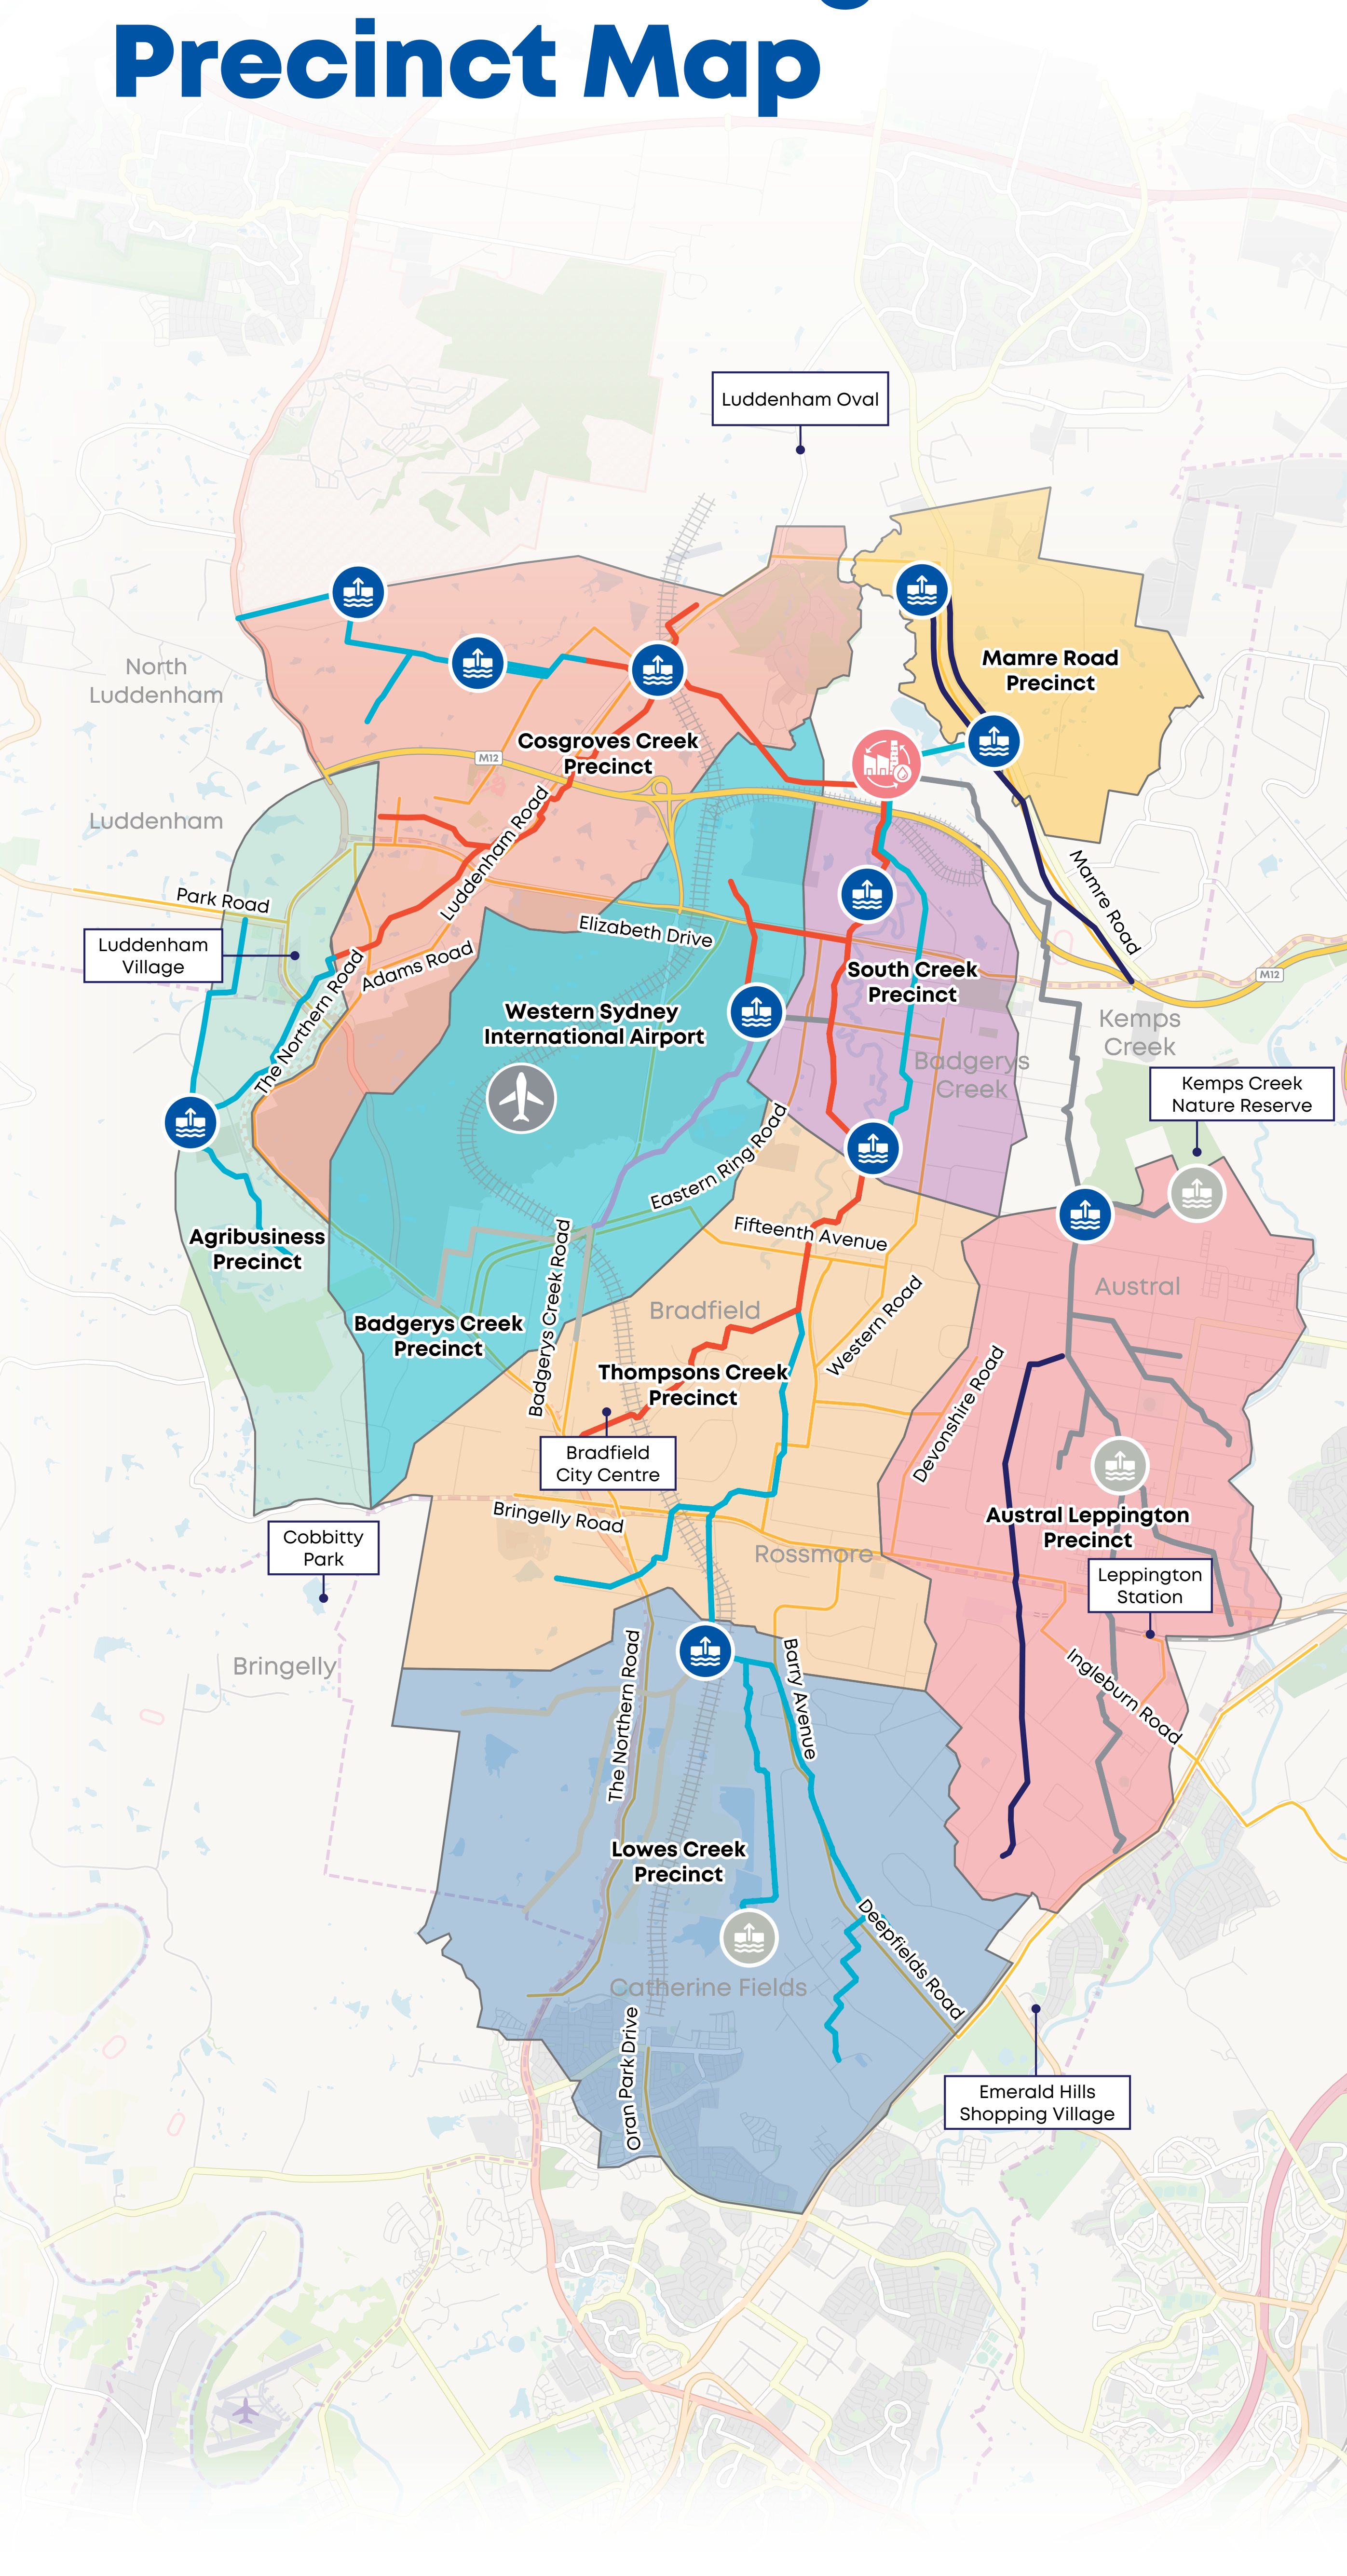 Precinct Map
Luddenham Oval
North
Luddenham
Mamre Road
Precinct
Cosgroves Creek
Precinct
M12
Luddenham
Luddenham Road
Mamre Road
Park Road
Elizabeth Drive
Luddenham
Village
Adams Road
The Northern Road
South Creek
Precinct
M12
Western Sydney
International Airport
Kemps
Creek
Badgerys
Creek
Kemps Creek
Nature Reserve
Eastern Ring Road
Fifteenth Avenue
Agribusiness
Precinct
Badgerys Creek Road
Bradfield
Austral
Western Road
Badgerys Creek
Precinct
Thompsons Creek
Precinct
Devonshire Road
Bradfield
City Centre
Bringelly Road
Austral Leppington
Precinct
Cobbitty
Park
Rossmore
Leppington
Station
Bringelly
The Northern Road
Barry Avenue
Ingleburn Road
Lowes Creek
Precinct
Deepfields Road
Catherine Fields
Oran Park Drive
Emerald Hills
Shopping Village